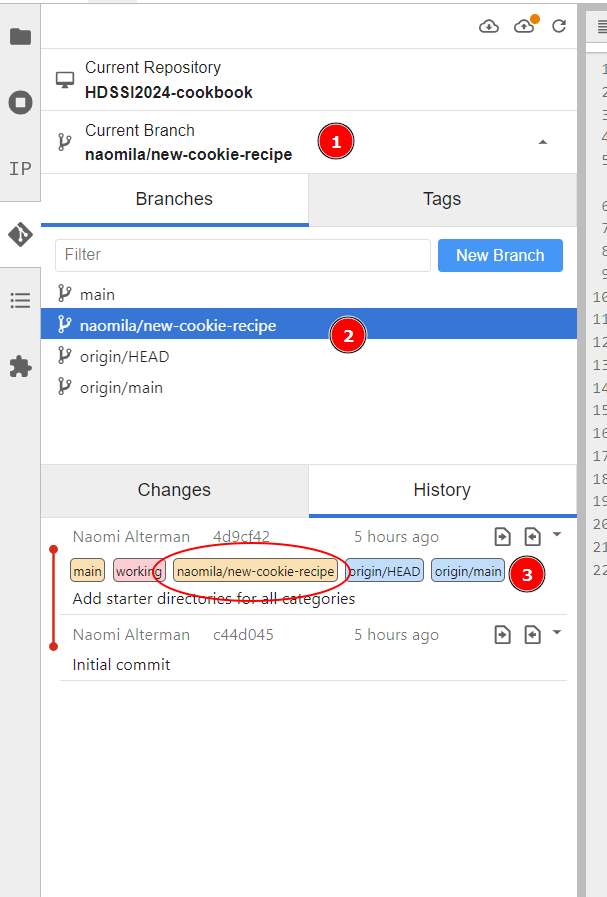 Current Repository
HDSSI2024-cookbook
Current Branch
naomila/new-cookie-recipe
1
IP
Branches
Tags
Filter
New Branch
main
naomila/new-cookie-recipe
2
origin/HEAD
origin/main
Changes
History
Naomi Alterman 4d9cf42 5 hours ago
main working naomila/new-cookie-recipe origin/HEAD origin/main
3
Add starter directories for all categories
Naomi Alterman c44d045 5 hours ago
Initial commit
1
2
3
4
5
6
7
8
9
10
11
12
13
14
15
16
17
18
19
20
21
22